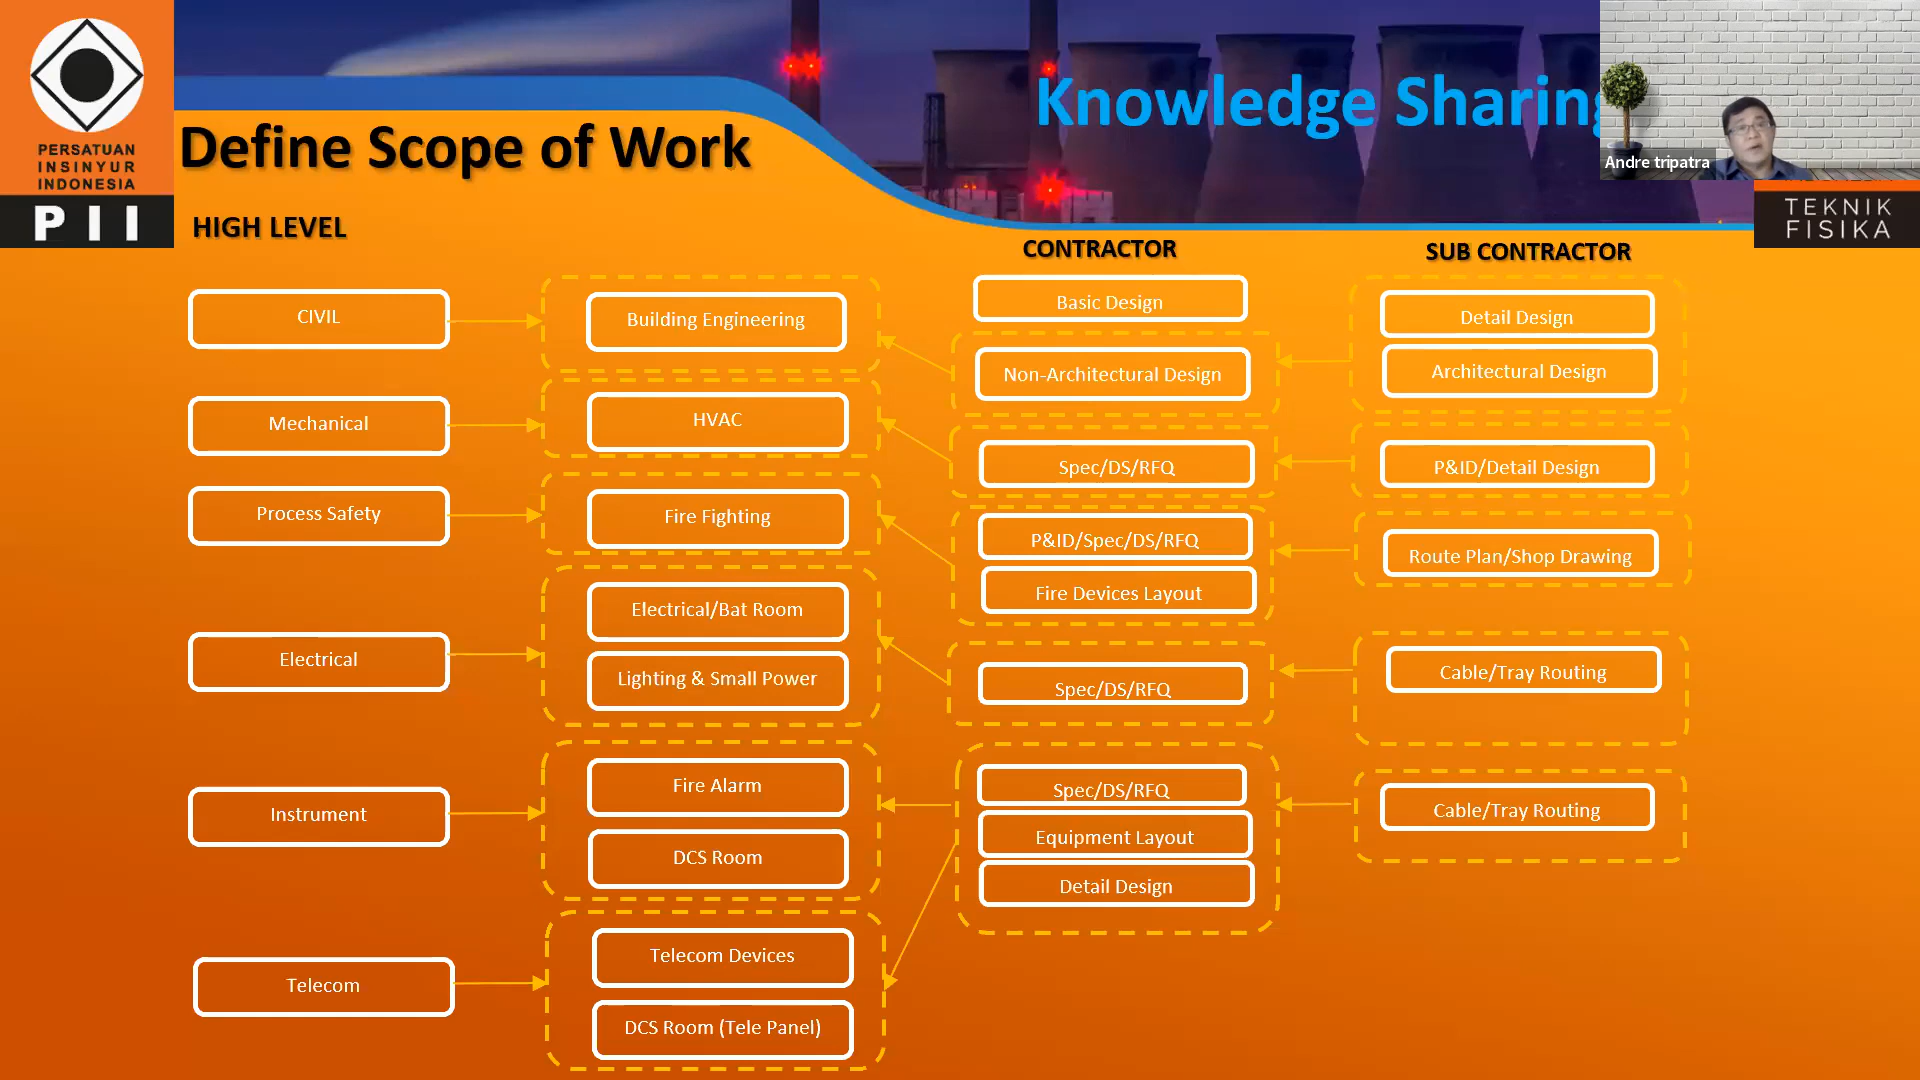 PERSATUAN
INSINYUR
INDONESIA
PII
Knowledge Sharing
Andre tripatra
TEKNIK
FISIKA
Define Scope of Work
HIGH LEVEL
CONTRACTOR
SUB CONTRACTOR
CIVIL
Mechanical
Process Safety
Electrical
Instrument
Telecom
Building Engineering
HVAC
Fire Fighting
Electrical/Bat Room
Lighting & Small Power
Fire Alarm
DCS Room
Telecom Devices
DCS Room (Tele Panel)
Basic Design
Non-Architectural Design
Spec/DS/RFQ
P&ID/Spec/DS/RFQ
Fire Devices Layout
Spec/DS/RFQ
Spec/DS/RFQ
Equipment Layout
Detail Design
Detail Design
Architectural Design
P&ID/Detail Design
Route Plan/Shop Drawing
Cable/Tray Routing
Cable/Tray Routing